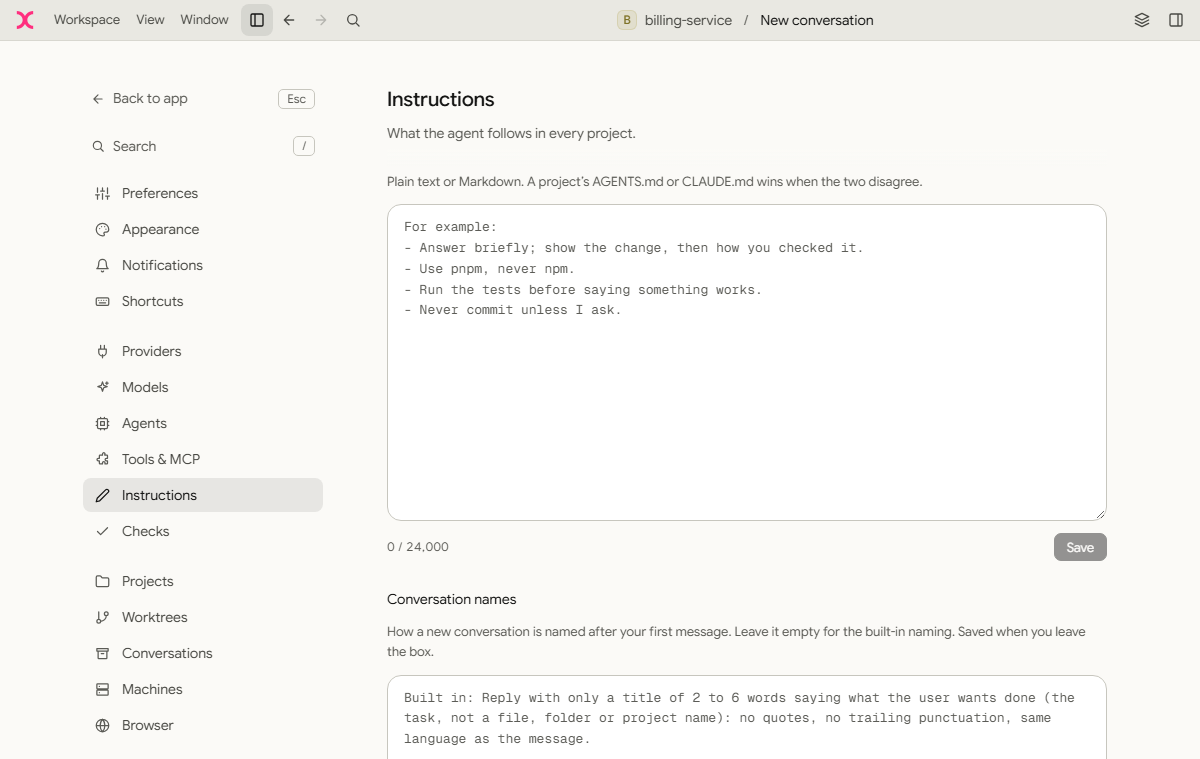 Workspace View Window
B billing-service / New conversation
Back to app Esc
Search /
Preferences
Appearance
Notifications
Shortcuts
Providers
Models
Agents
Tools & MCP
Instructions
Checks
Projects
Worktrees
Conversations
Machines
Browser
Instructions
What the agent follows in every project.
Plain text or Markdown. A project's AGENTS.md or CLAUDE.md wins when the two disagree.
For example:
- Answer briefly; show the change, then how you checked it.
- Use pnpm, never npm.
- Run the tests before saying something works.
- Never commit unless I ask.
0 / 24,000
Save
Conversation names
How a new conversation is named after your first message. Leave it empty for the built-in naming. Saved when you leave
the box.
Built in: Reply with only a title of 2 to 6 words saying what the user wants done (the
task, not a file, folder or project name): no quotes, no trailing punctuation, same
language as the message.